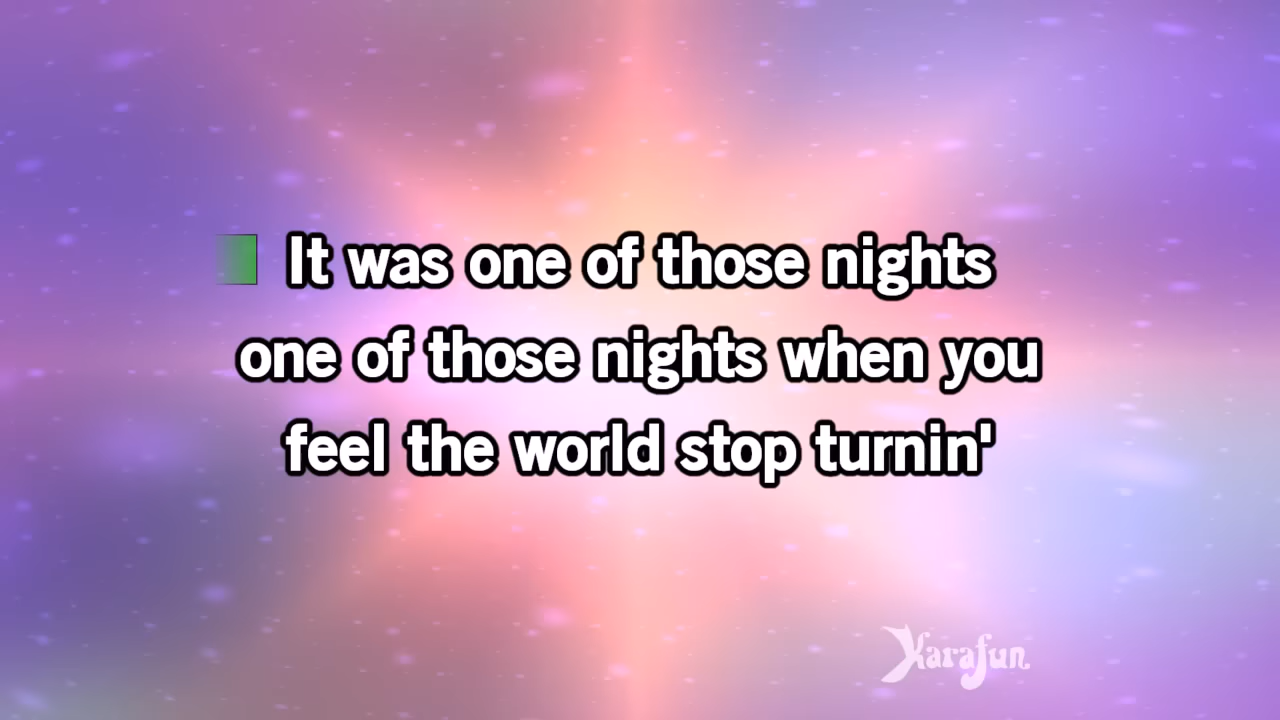 It was one of those nights
one of those nights when you
feel the world stop turnin'
Karafun